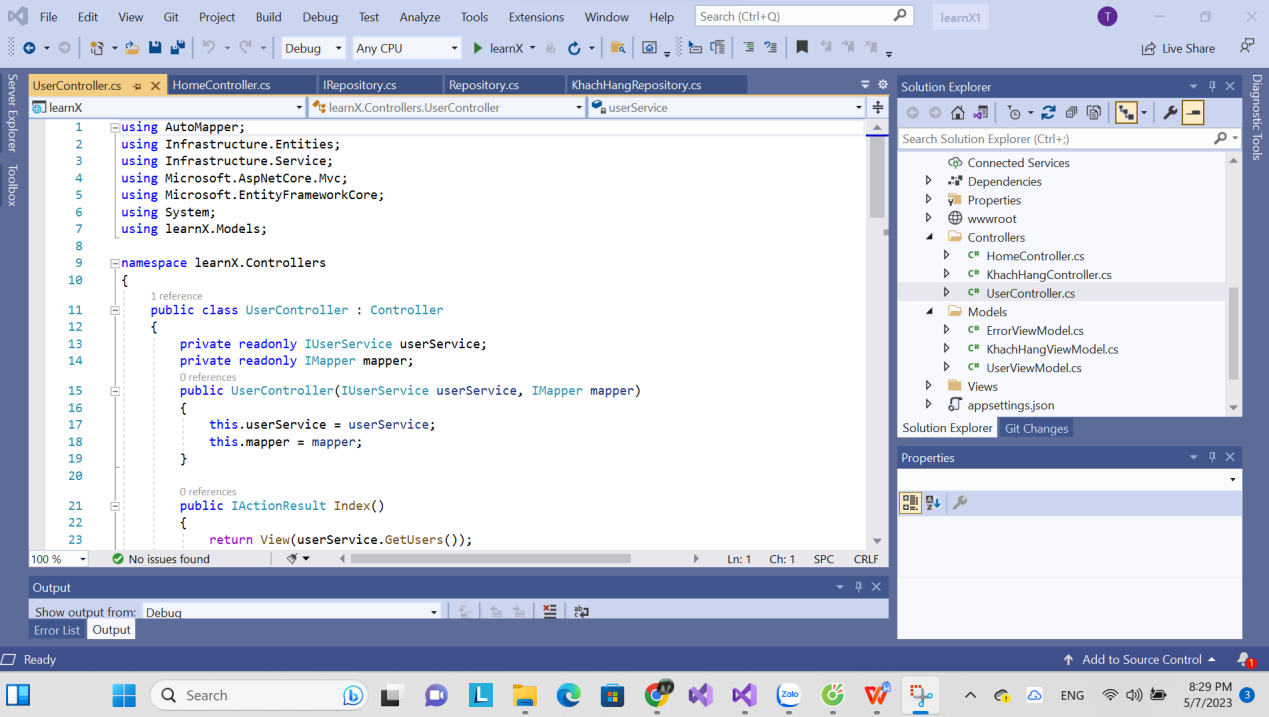 File Edit View Git Project Build Debug Test Analyze Tools Extensions Window Help Search (Ctrl+Q) learnX1 T
Debug Any CPU learnX Live Share
Server Explorer
Toolbox
UserController.cs HomeController.cs IRepository.cs Repository.cs KhachHangRepository.cs
learnX learnX.Controllers.UserController userService
1 using AutoMapper;
2 using Infrastructure.Entities;
3 using Infrastructure.Service;
4 using Microsoft.AspNetCore.Mvc;
5 using Microsoft.EntityFrameworkCore;
6 using System;
7 using learnX.Models;
8
9 namespace learnX.Controllers
10 {
1 reference
11 public class UserController : Controller
12 {
13 private readonly IUserService userService;
14 private readonly IMapper mapper;
0 references
15 public UserController(IUserService userService, IMapper mapper)
16 {
17 this.userService = userService;
18 this.mapper = mapper;
19 }
20
0 references
21 public IActionResult Index()
22 {
23 return View(userService.GetUsers());
100 % No issues found Ln: 1 Ch: 1 SPC CRLF
Output
Show output from: Debug
Error List Output
Solution Explorer
Search Solution Explorer (Ctrl+;)
Connected Services
Dependencies
Properties
wwwroot
Controllers
C# HomeController.cs
C# KhachHangController.cs
C# UserController.cs
Models
C# ErrorViewModel.cs
C# KhachHangViewModel.cs
C# UserViewModel.cs
Views
appsettings.json
Solution Explorer Git Changes
Properties
Diagnostic Tools
Ready Add to Source Control 1
Search L Zalo W ENG 8:29 PM 3
5/7/2023